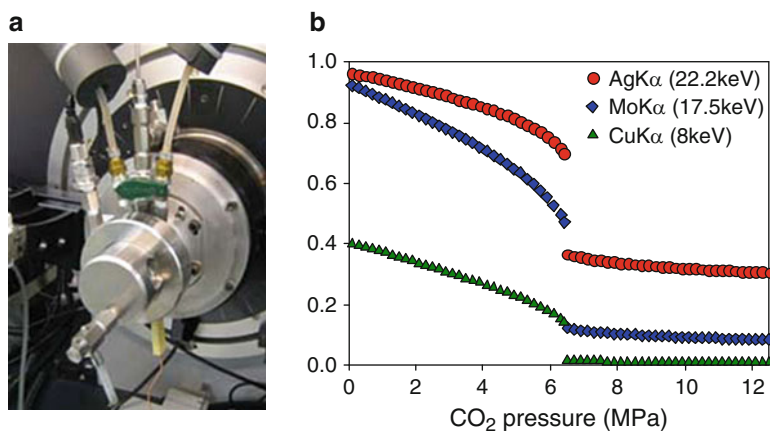 a
b
1.0
0.8
0.6
0.4
0.2
0.0
AgKα (22.2keV)
MoKα (17.5keV)
CuKα (8keV)
0 2 4 6 8 10 12
CO₂ pressure (MPa)